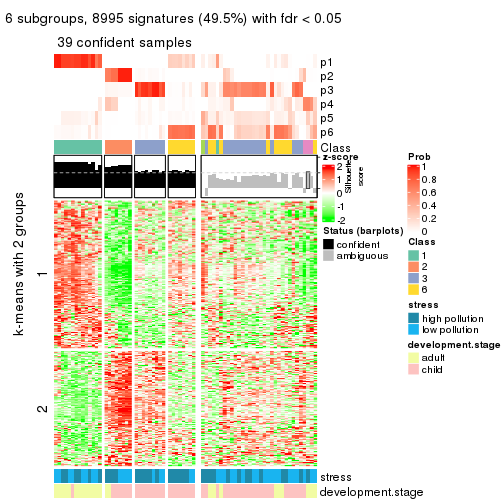 6 subgroups, 8995 signatures (49.5%) with fdr < 0.05
39 confident samples
p1
p2
p3
p4
p5
p6
Class
k-means with 2 groups
1
2
stress
development.stage
z-score
2
1
0
-1
-2
Silhouette
score
Status (barplots)
confident
ambiguous
Prob
1
0.8
0.6
0.4
0.2
0
Class
1
2
3
6
stress
high pollution
low pollution
development.stage
adult
child